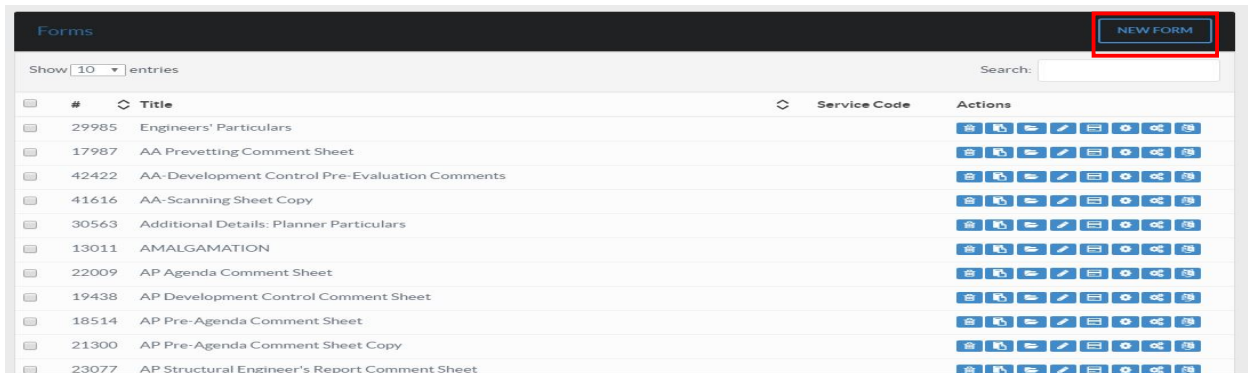 Forms NEW FORM
Show 10 entries Search:
# Title Service Code Actions
29985 Engineers' Particulars
17987 AA Prevetting Comment Sheet
42422 AA-Development Control Pre-Evaluation Comments
41616 AA-Scanning Sheet Copy
30563 Additional Details: Planner Particulars
13011 AMALGAMATION
22009 AP Agenda Comment Sheet
19438 AP Development Control Comment Sheet
18514 AP Pre-Agenda Comment Sheet
21300 AP Pre-Agenda Comment Sheet Copy
23077 AP Structural Engineer's Report Comment Sheet